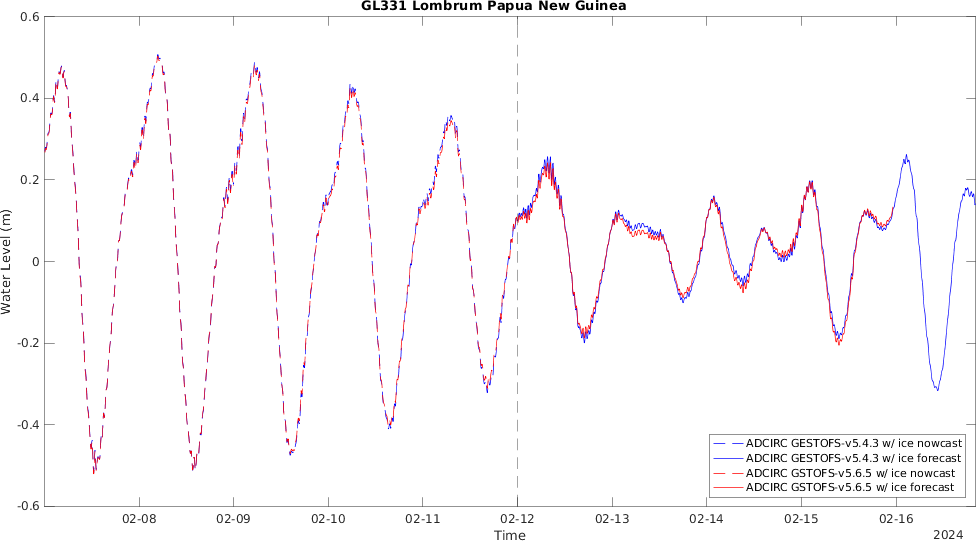 GL331 Lombrum Papua New Guinea
0.6
0.4
0.2
0
-0.2
-0.4
-0.6
Water Level (m)
ADCIRC GESTOFS-v5.4.3 w/ ice nowcast
ADCIRC GESTOFS-v5.4.3 w/ ice forecast
ADCIRC GSTOFS-v5.6.5 w/ ice nowcast
ADCIRC GSTOFS-v5.6.5 w/ ice forecast
02-08 02-09 02-10 02-11 02-12 02-13 02-14 02-15 02-16
Time
2024